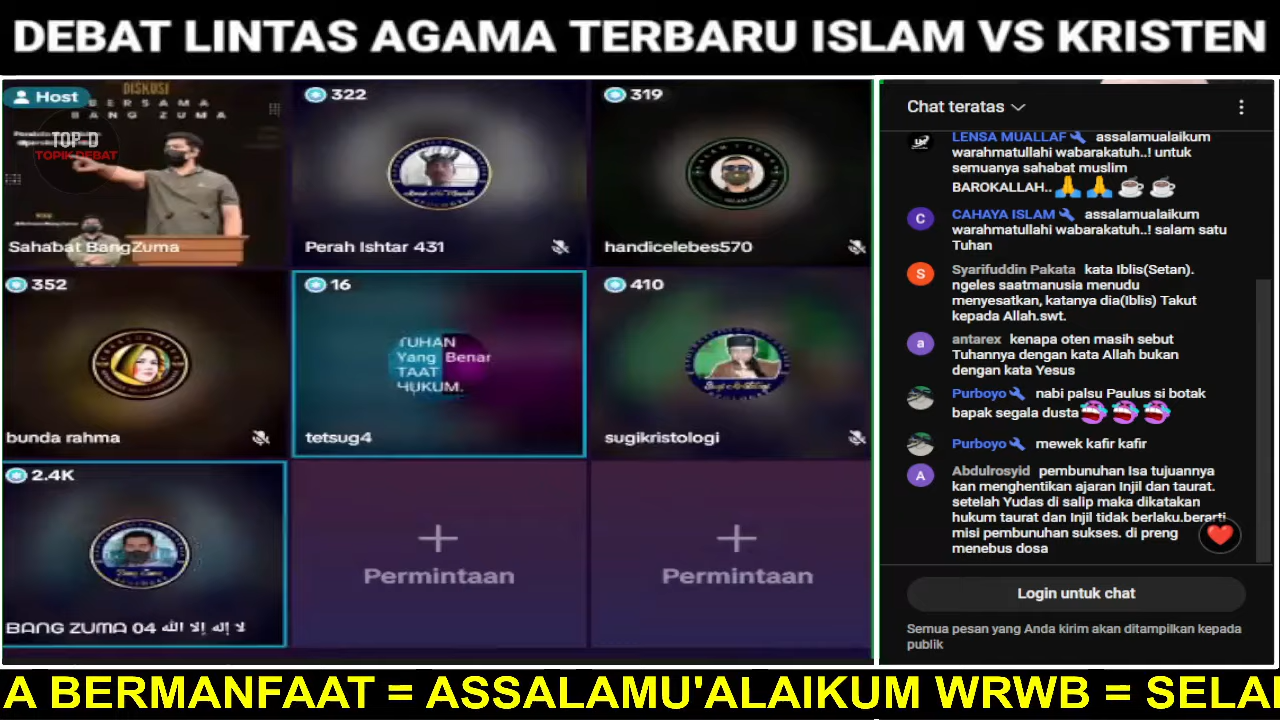 DEBAT LINTAS AGAMA TERBARU ISLAM VS KRISTEN
Host
DISKUSI
BERSAMA
BANG ZUMA
TOP-D
TOPIK DEBAT
Sahabat BangZuma
322
Perah Ishtar 431
319
handicelebes570
352
bunda rahma
16
TUHAN
Yang Benar
TAAT
HUKUM.
tetsug4
410
sugikristologi
2.4K
BANG ZUMA 04 لا إله إلا الله
Permintaan
Permintaan
Chat teratas
LENSA MUALLAF assalamualaikum
warahmatullahi wabarakatuh..! untuk
semuanya sahabat muslim
BAROKALLAH..🙏🙏☕☕
C
CAHAYA ISLAM assalamualaikum
warahmatullahi wabarakatuh..! salam satu
Tuhan
S
Syarifuddin Pakata kata Iblis(Setan).
ngeles saatmanusia menudu
menyesatkan, katanya dia(Iblis) Takut
kepada Allah.swt.
a
antarex kenapa oten masih sebut
Tuhannya dengan kata Allah bukan
dengan kata Yesus
Purboyo nabi palsu Paulus si botak
bapak segala dusta
Purboyo mewek kafir kafir
A
Abdulrosyid pembunuhan Isa tujuannya
kan menghentikan ajaran Injil dan taurat.
setelah Yudas di salip maka dikatakan
hukum taurat dan Injil tidak berlaku.berarti
misi pembunuhan sukses. di preng
menebus dosa
Login untuk chat
Semua pesan yang Anda kirim akan ditampilkan kepada
publik
A BERMANFAAT = ASSALAMU'ALAIKUM WRWB = SELA